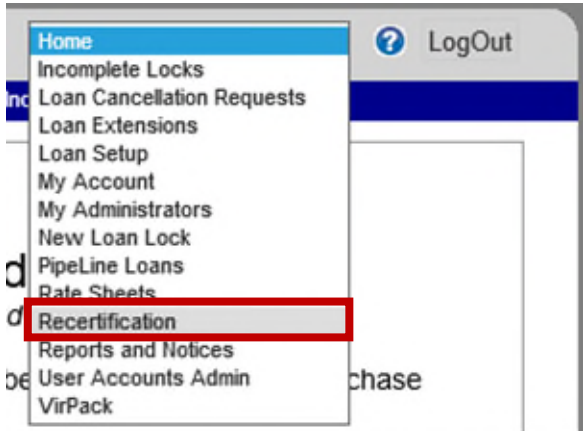 Home
LogOut
Incomplete Locks
Loan Cancellation Requests
Loan Extensions
Loan Setup
My Account
My Administrators
New Loan Lock
PipeLine Loans
Rate Sheets
Recertification
Reports and Notices
User Accounts Admin
chase
VirPack